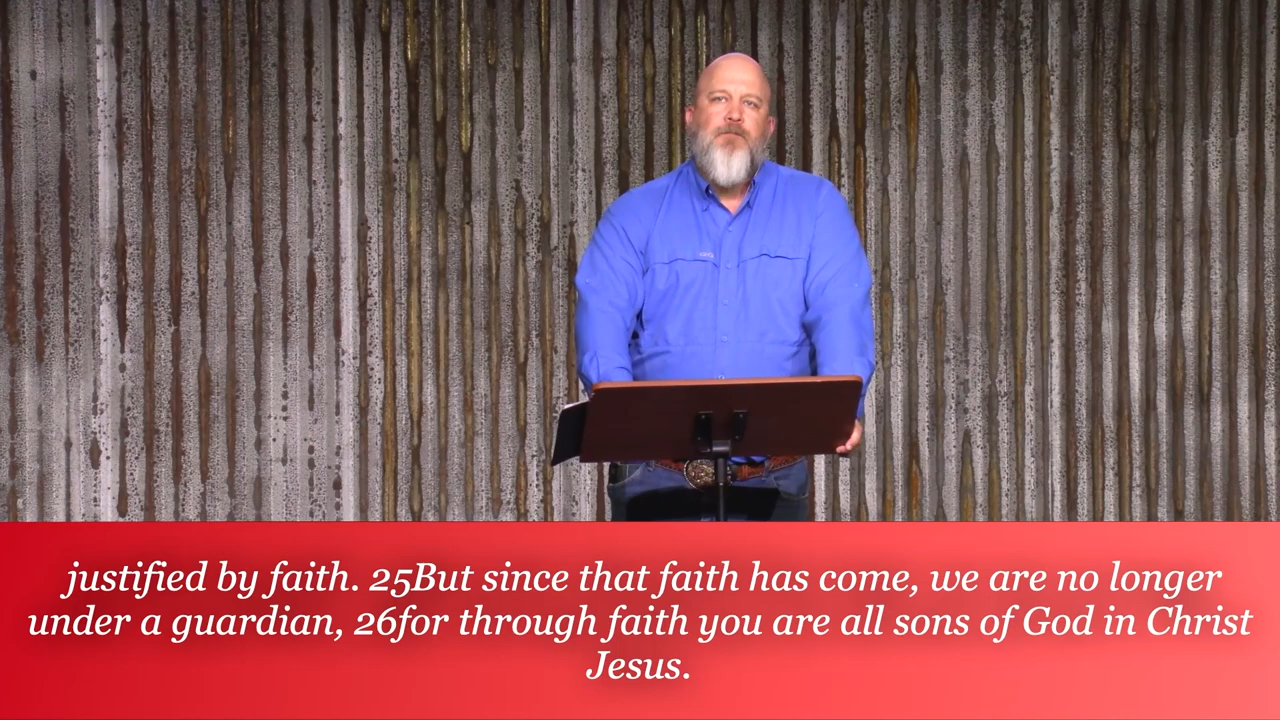 justified by faith. 25But since that faith has come, we are no longer
under a guardian, 26for through faith you are all sons of God in Christ
Jesus.